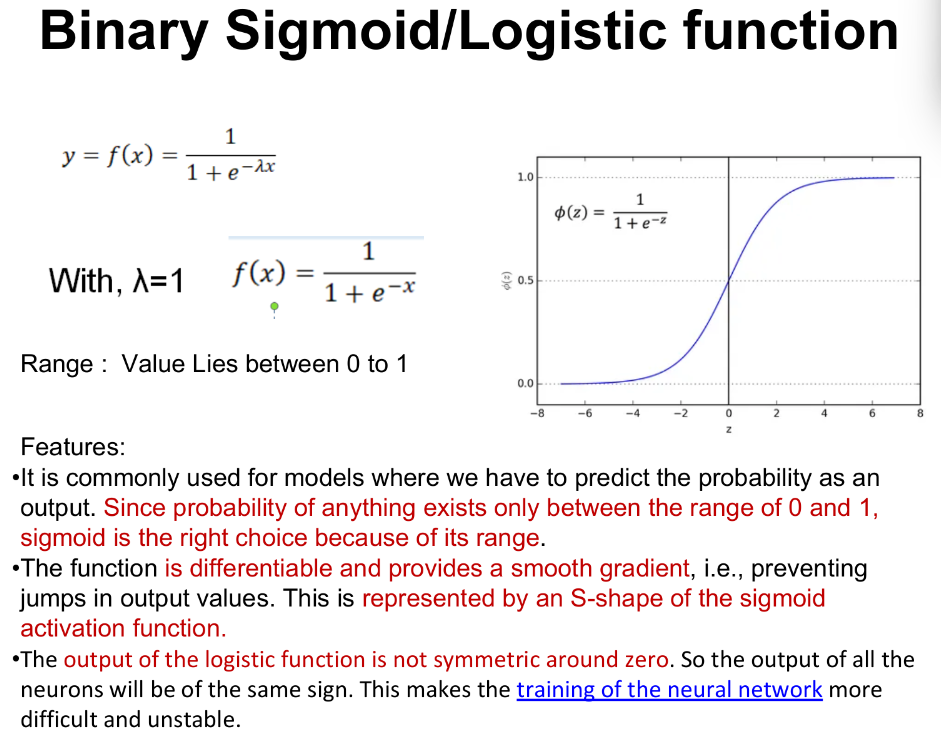 Binary Sigmoid/Logistic function
y = f(x) = 1 / (1 + e^−λx)
With, λ=1 f(x) = 1 / (1 + e^−x)
Range : Value Lies between 0 to 1
ϕ(z) = 1 / (1 + e^−z)
1.0
0.5
0.0
ϕ(z)
−8 −6 −4 −2 0 2 4 6 8
z
Features:
•It is commonly used for models where we have to predict the probability as an
output. Since probability of anything exists only between the range of 0 and 1,
sigmoid is the right choice because of its range.
•The function is differentiable and provides a smooth gradient, i.e., preventing
jumps in output values. This is represented by an S-shape of the sigmoid
activation function.
•The output of the logistic function is not symmetric around zero. So the output of all the
neurons will be of the same sign. This makes the training of the neural network more
difficult and unstable.